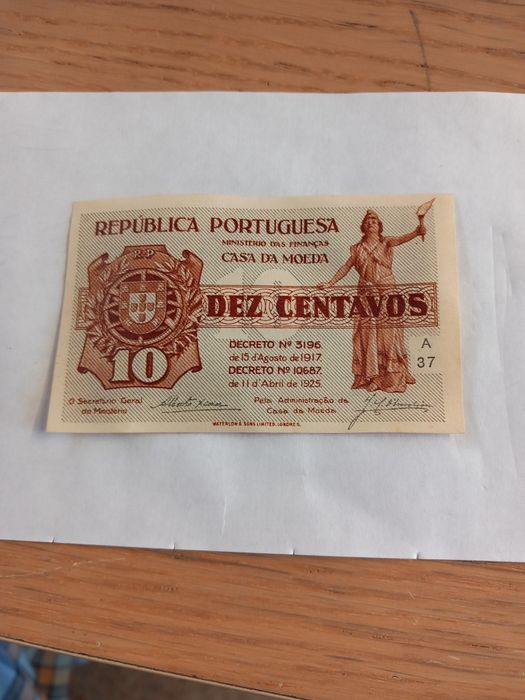 REPÚBLICA PORTUGUESA
MINISTERIO DAS FINANÇAS
CASA DA MOEDA
R·P
10
DEZ CENTAVOS
10
DECRETO Nº 3196.
de 15 d'Agosto de 1917.
DECRETO Nº 10687.
de 11 d'Abril de 1925.
A
37
O Secretário Geral
do Ministério
Pela Administração da
Casa da Moeda
WATERLOW & SONS LIMITED, LONDRES.